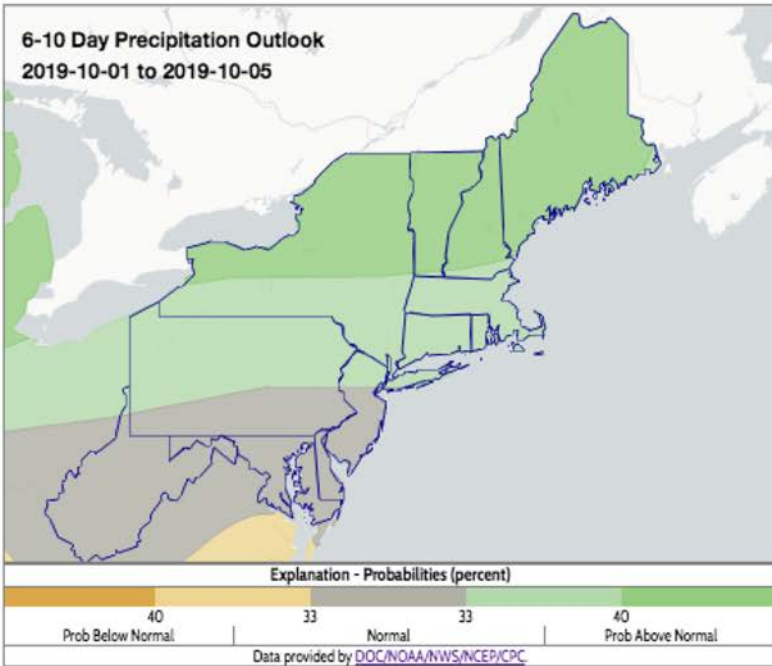 6-10 Day Precipitation Outlook
2019-10-01 to 2019-10-05
Explanation - Probabilities (percent)
40 33 33 40
Prob Below Normal | Normal | Prob Above Normal
Data provided by DOC/NOAA/NWS/NCEP/CPC.